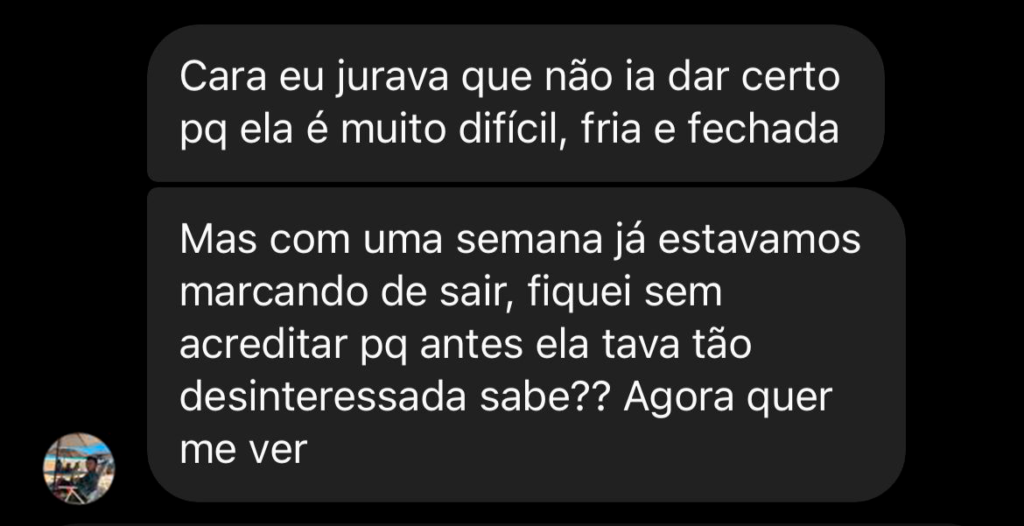 Cara eu jurava que não ia dar certo
pq ela é muito difícil, fria e fechada
Mas com uma semana já estavamos
marcando de sair, fiquei sem
acreditar pq antes ela tava tão
desinteressada sabe?? Agora quer
me ver